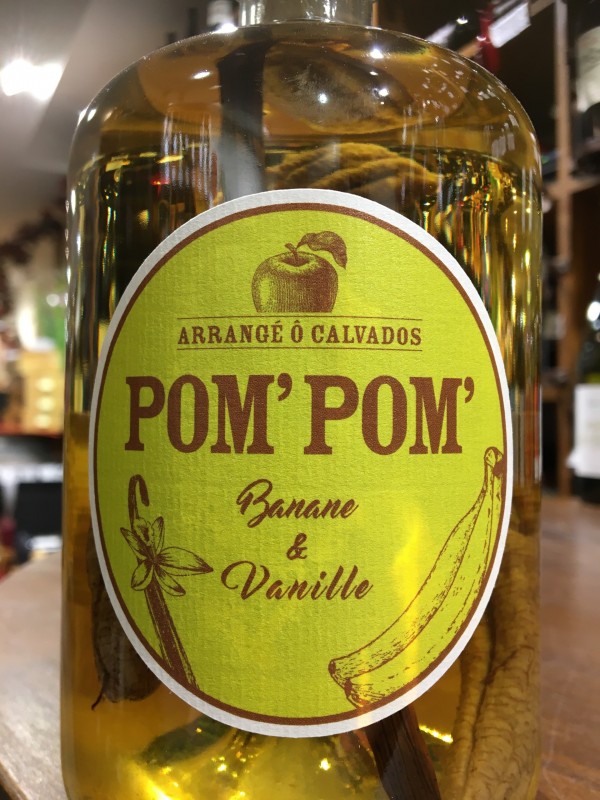 ARRANGÉ Ô CALVADOS
POM' POM'
Banane
&
Vanille